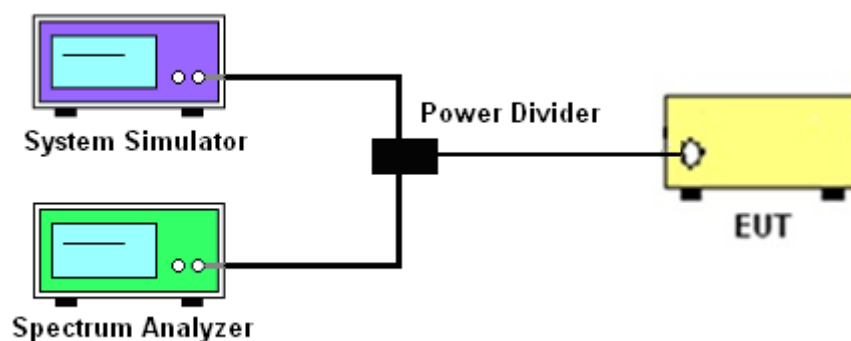 System Simulator
Power Divider
EUT
Spectrum Analyzer